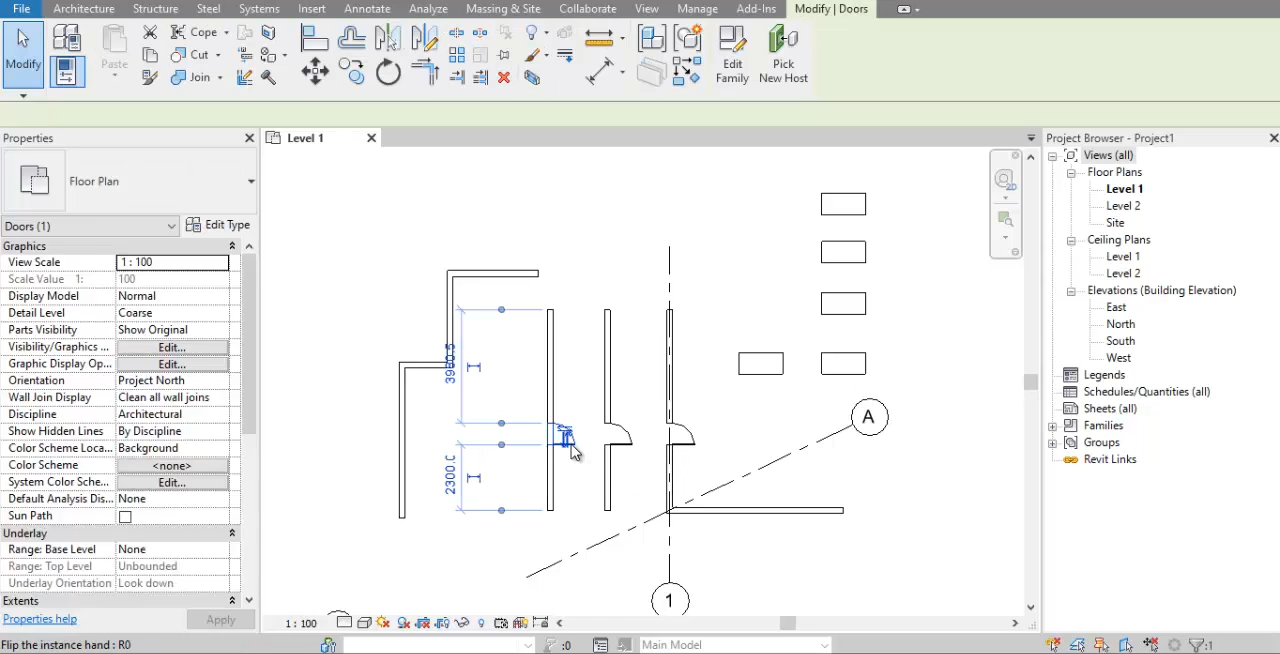 File Architecture Structure Steel Systems Insert Annotate Analyze Massing & Site Collaborate View Manage Add-Ins Modify | Doors
Modify
Paste
Cope
Cut
Join
Edit
Family
Pick
New Host
Properties
Level 1
Project Browser - Project1
Floor Plan
Doors (1)
Edit Type
Graphics
View Scale 1 : 100
Scale Value 1: 100
Display Model Normal
Detail Level Coarse
Parts Visibility Show Original
Visibility/Graphics ... Edit...
Graphic Display Op... Edit...
Orientation Project North
Wall Join Display Clean all wall joins
Discipline Architectural
Show Hidden Lines By Discipline
Color Scheme Loca... Background
Color Scheme <none>
System Color Sche... Edit...
Default Analysis Dis... None
Sun Path
Underlay
Range: Base Level None
Range: Top Level Unbounded
Underlay Orientation Look down
Extents
Properties help
Apply
2300.0
A
1
2D
Views (all)
Floor Plans
Level 1
Level 2
Site
Ceiling Plans
Level 1
Level 2
Elevations (Building Elevation)
East
North
South
West
Legends
Schedules/Quantities (all)
Sheets (all)
Families
Groups
Revit Links
1 : 100
Flip the instance hand : R0
:0
Main Model
:1